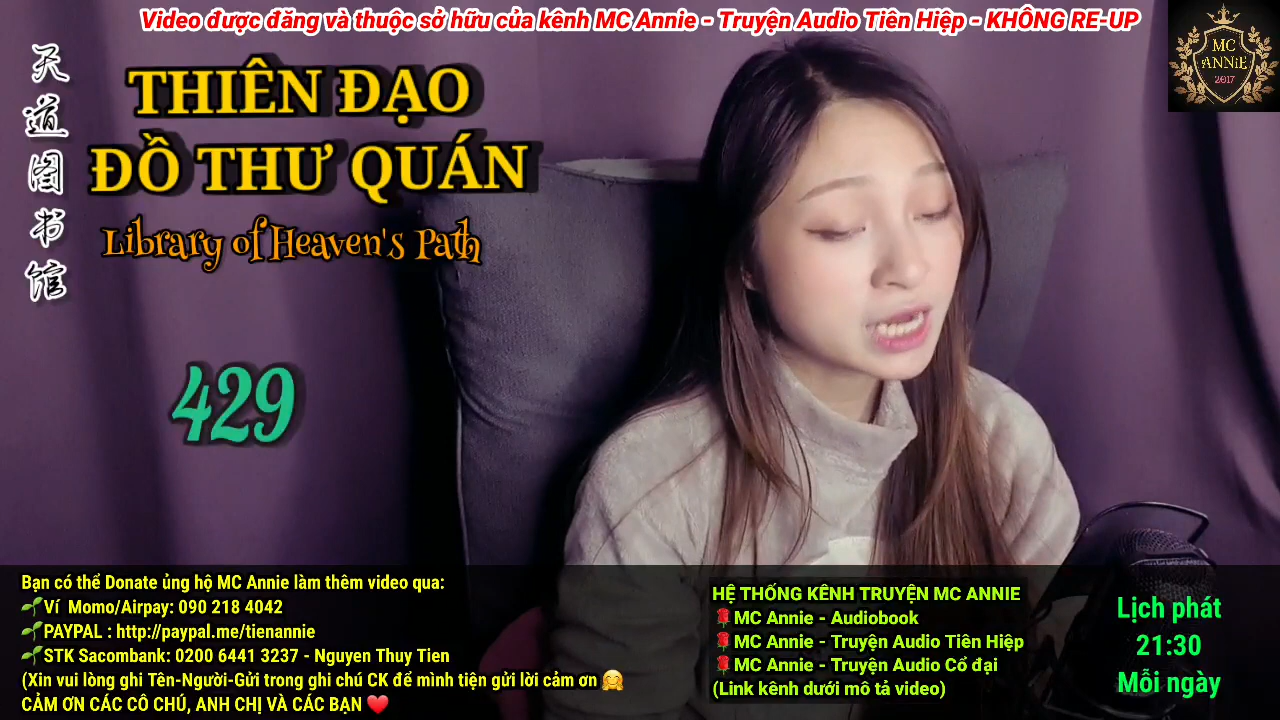 Video được đăng và thuộc sở hữu của kênh MC Annie - Truyện Audio Tiên Hiệp - KHÔNG RE-UP
MC
ANNiE
2017
天道图书馆
THIÊN ĐẠO
ĐỒ THƯ QUÁN
Library of Heaven's Path
429
Bạn có thể Donate ủng hộ MC Annie làm thêm video qua:
🌱Ví Momo/Airpay: 090 218 4042
🌱PAYPAL : http://paypal.me/tienannie
🌱STK Sacombank: 0200 6441 3237 - Nguyen Thuy Tien
(Xin vui lòng ghi Tên-Người-Gửi trong ghi chú CK để mình tiện gửi lời cảm ơn 🤗
CẢM ƠN CÁC CÔ CHÚ, ANH CHỊ VÀ CÁC BẠN ❤️
HỆ THỐNG KÊNH TRUYỆN MC ANNIE
🌹MC Annie - Audiobook
🌹MC Annie - Truyện Audio Tiên Hiệp
🌹MC Annie - Truyện Audio Cổ đại
(Link kênh dưới mô tả video)
Lịch phát
21:30
Mỗi ngày